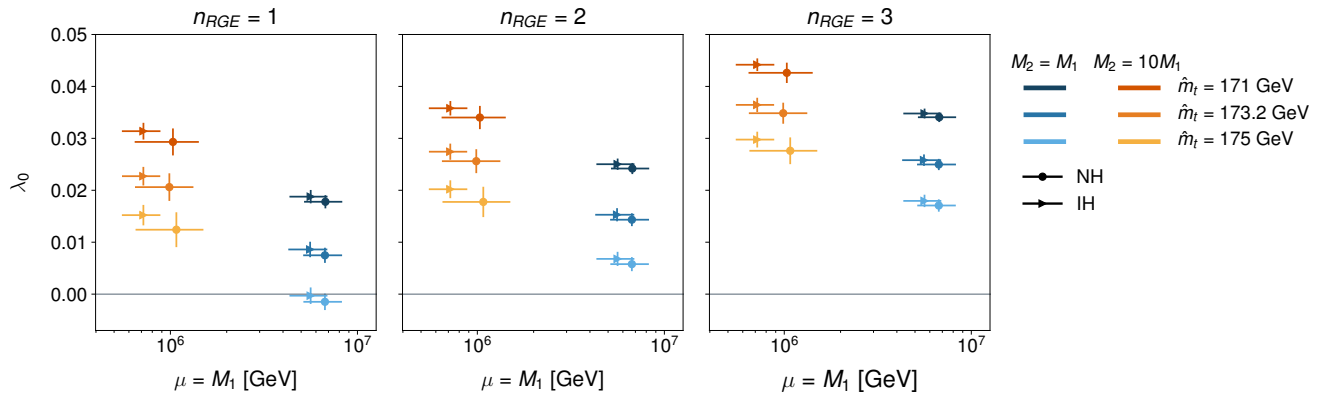 n_RGE = 1
n_RGE = 2
n_RGE = 3
0.05
0.04
0.03
0.02
0.01
0.00
λ₀
10⁶
10⁷
10⁶
10⁷
10⁶
10⁷
μ = M₁ [GeV]
μ = M₁ [GeV]
μ = M₁ [GeV]
M₂ = M₁ M₂ = 10M₁
m̂_t = 171 GeV
m̂_t = 173.2 GeV
m̂_t = 175 GeV
NH
IH